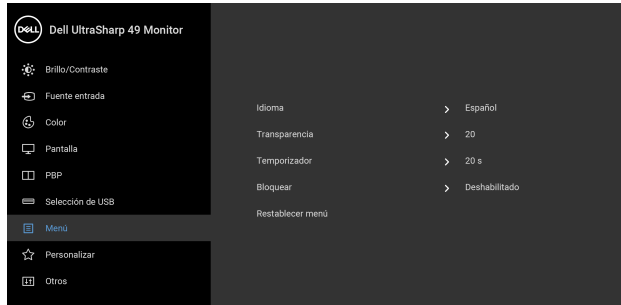 DELL Dell UltraSharp 49 Monitor
Brillo/Contraste
Fuente entrada
Color
Pantalla
PBP
Selección de USB
Menú
Personalizar
Otros
Idioma Español
Transparencia 20
Temporizador 20 s
Bloquear Deshabilitado
Restablecer menú